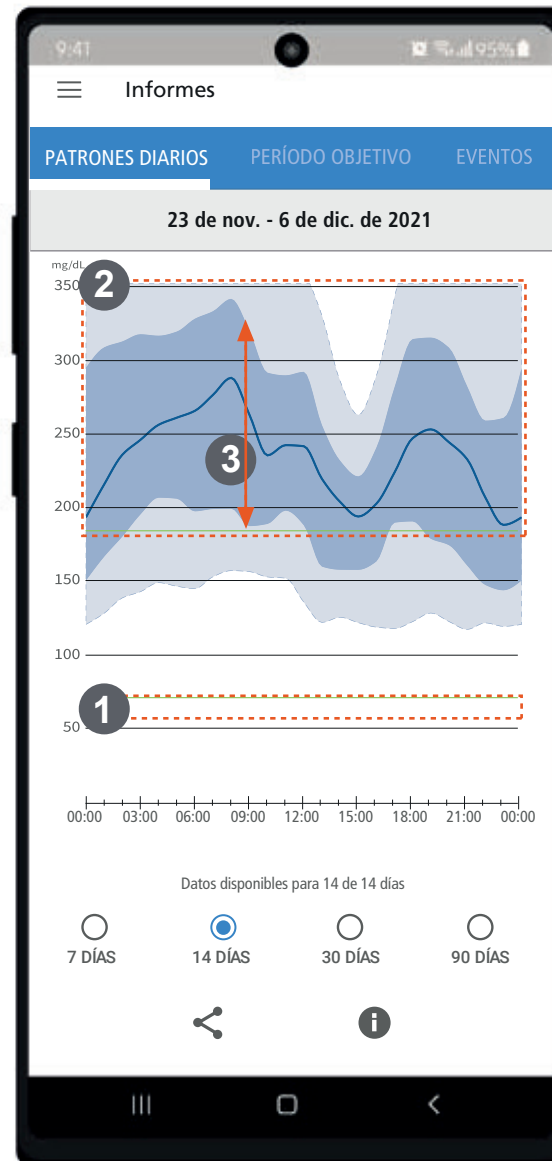 9:41 95%
Informes
PATRONES DIARIOS PERÍODO OBJETIVO EVENTOS
23 de nov. - 6 de dic. de 2021
mg/dL
350
2
300
250
3
200
150
100
1
50
00:00 03:00 06:00 09:00 12:00 15:00 18:00 21:00 00:00
Datos disponibles para 14 de 14 días
7 DÍAS 14 DÍAS 30 DÍAS 90 DÍAS
i